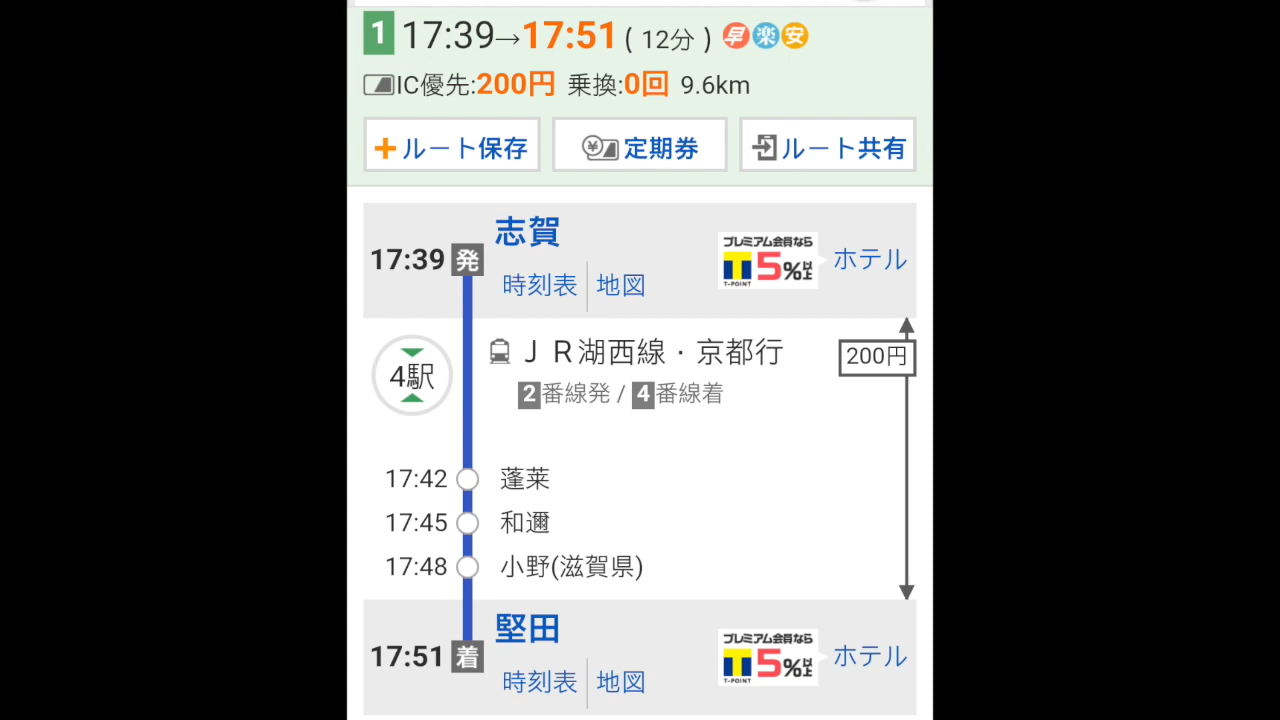 1 17:39→17:51 ( 12分 ) 早 楽 安
IC優先:200円 乗換:0回 9.6km
+ルート保存 定期券 ルート共有
志賀
17:39 発
時刻表 地図
プレミアム会員なら
T 5%以上
T-POINT
ホテル
4駅
ＪＲ湖西線・京都行
2番線発 / 4番線着
200円
17:42 蓬莱
17:45 和邇
17:48 小野(滋賀県)
堅田
17:51 着
時刻表 地図
プレミアム会員なら
T 5%以上
T-POINT
ホテル